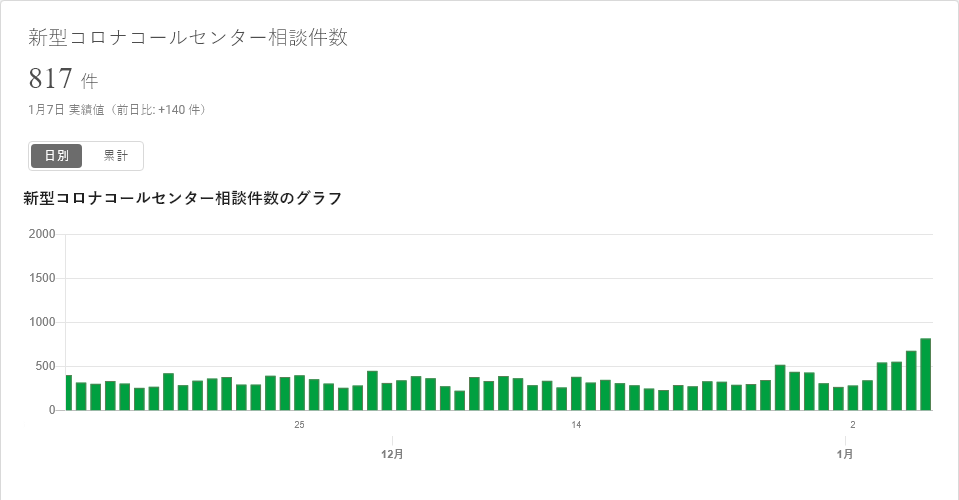 新型コロナコールセンター相談件数
817 件
1月7日 実績値（前日比: +140 件）
日別 累計
新型コロナコールセンター相談件数のグラフ
2000
1500
1000
500
0
25 14 2
12月 1月